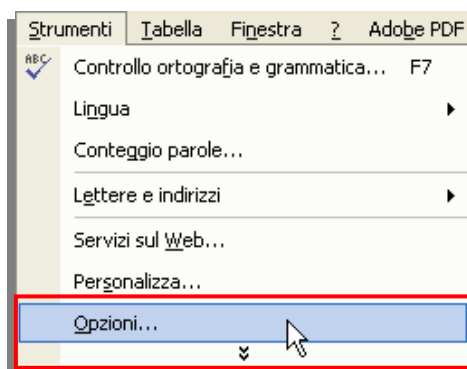 Strumenti Tabella Finestra ? Adobe PDF
ABC Controllo ortografia e grammatica... F7
Lingua
Conteggio parole...
Lettere e indirizzi
Servizi sul Web...
Personalizza...
Opzioni...